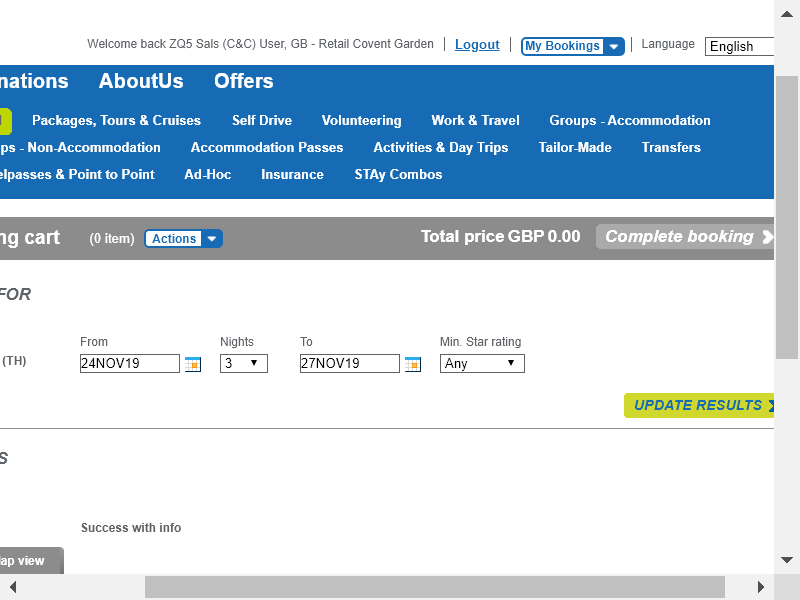 Welcome back ZQ5 Sals (C&C) User, GB - Retail Covent Garden Logout My Bookings Language English
nations AboutUs Offers
Packages, Tours & Cruises Self Drive Volunteering Work & Travel Groups - Accommodation
ps - Non-Accommodation Accommodation Passes Activities & Day Trips Tailor-Made Transfers
elpasses & Point to Point Ad-Hoc Insurance STAy Combos
ng cart (0 item) Actions Total price GBP 0.00 Complete booking
FOR
From Nights To Min. Star rating
(TH) 24NOV19 3 27NOV19 Any
UPDATE RESULTS
S
Success with info
ap view